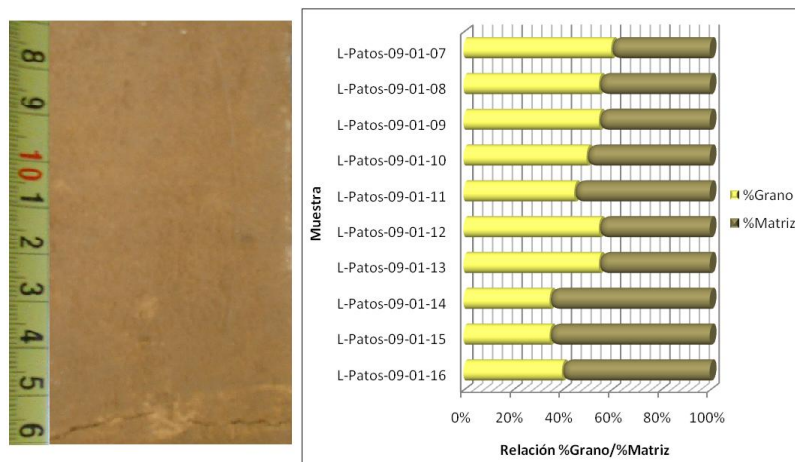 8
9
10
1
2
3
4
5
6
L-Patos-09-01-07
L-Patos-09-01-08
L-Patos-09-01-09
L-Patos-09-01-10
L-Patos-09-01-11
L-Patos-09-01-12
L-Patos-09-01-13
L-Patos-09-01-14
L-Patos-09-01-15
L-Patos-09-01-16
Muestra
0% 20% 40% 60% 80% 100%
Relación %Grano/%Matriz
%Grano
%Matriz